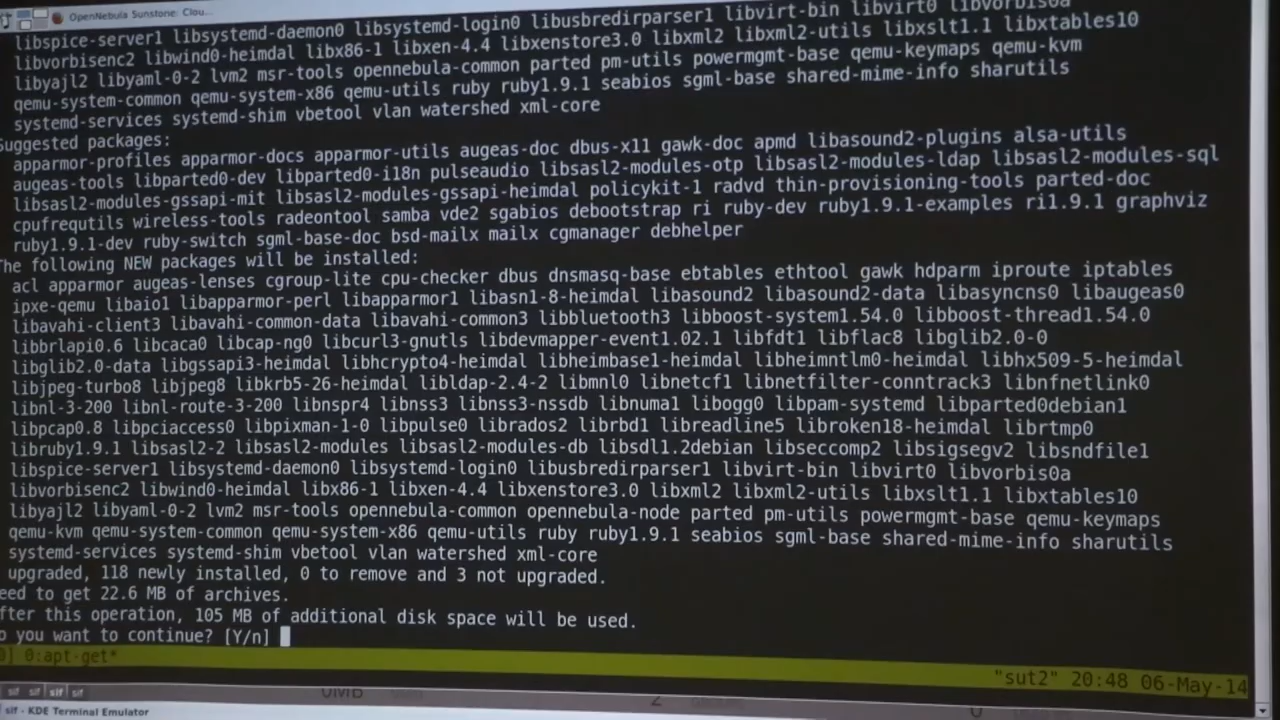 OpenNebula Sunstone: Clou...
libspice-server1 libsystemd-daemon0 libsystemd-login0 libusbredirparser1 libvirt-bin libvirt0 libvorbis0a
libvorbisenc2 libwind0-heimdal libx86-1 libxen-4.4 libxenstore3.0 libxml2 libxml2-utils libxslt1.1 libxtables10
libyajl2 libyaml-0-2 lvm2 msr-tools opennebula-common parted pm-utils powermgmt-base qemu-keymaps qemu-kvm
qemu-system-common qemu-system-x86 qemu-utils ruby ruby1.9.1 seabios sgml-base shared-mime-info sharutils
systemd-services systemd-shim vbetool vlan watershed xml-core
Suggested packages:
apparmor-profiles apparmor-docs apparmor-utils augeas-doc dbus-x11 gawk-doc apmd libasound2-plugins alsa-utils
augeas-tools libparted0-dev libparted0-i18n pulseaudio libsasl2-modules-otp libsasl2-modules-ldap libsasl2-modules-sql
libsasl2-modules-gssapi-mit libsasl2-modules-gssapi-heimdal policykit-1 radvd thin-provisioning-tools parted-doc
cpufrequtils wireless-tools radeontool samba vde2 sgabios debootstrap ri ruby-dev ruby1.9.1-examples ri1.9.1 graphviz
ruby1.9.1-dev ruby-switch sgml-base-doc bsd-mailx mailx cgmanager debhelper
The following NEW packages will be installed:
acl apparmor augeas-lenses cgroup-lite cpu-checker dbus dnsmasq-base ebtables ethtool gawk hdparm iproute iptables
ipxe-qemu libaio1 libapparmor-perl libapparmor1 libasn1-8-heimdal libasound2 libasound2-data libasyncns0 libaugeas0
libavahi-client3 libavahi-common-data libavahi-common3 libbluetooth3 libboost-system1.54.0 libboost-thread1.54.0
libbrlapi0.6 libcaca0 libcap-ng0 libcurl3-gnutls libdevmapper-event1.02.1 libfdt1 libflac8 libglib2.0-0
libglib2.0-data libgssapi3-heimdal libhcrypto4-heimdal libheimbase1-heimdal libheimntlm0-heimdal libhx509-5-heimdal
libjpeg-turbo8 libjpeg8 libkrb5-26-heimdal libldap-2.4-2 libmnl0 libnetcf1 libnetfilter-conntrack3 libnfnetlink0
libnl-3-200 libnl-route-3-200 libnspr4 libnss3 libnss3-nssdb libnuma1 libogg0 libpam-systemd libparted0debian1
libpcap0.8 libpciaccess0 libpixman-1-0 libpulse0 librados2 librbd1 libreadline5 libroken18-heimdal librtmp0
libruby1.9.1 libsasl2-2 libsasl2-modules libsasl2-modules-db libsdl1.2debian libseccomp2 libsigsegv2 libsndfile1
libspice-server1 libsystemd-daemon0 libsystemd-login0 libusbredirparser1 libvirt-bin libvirt0 libvorbis0a
libvorbisenc2 libwind0-heimdal libx86-1 libxen-4.4 libxenstore3.0 libxml2 libxml2-utils libxslt1.1 libxtables10
libyajl2 libyaml-0-2 lvm2 msr-tools opennebula-common opennebula-node parted pm-utils powermgmt-base qemu-keymaps
qemu-kvm qemu-system-common qemu-system-x86 qemu-utils ruby ruby1.9.1 seabios sgml-base shared-mime-info sharutils
systemd-services systemd-shim vbetool vlan watershed xml-core
upgraded, 118 newly installed, 0 to remove and 3 not upgraded.
eed to get 22.6 MB of archives.
fter this operation, 105 MB of additional disk space will be used.
o you want to continue? [Y/n]
0] 0:apt-get* "sut2" 20:48 06-May-14
sif sif sif sif 0MB
sif - KDE Terminal Emulator